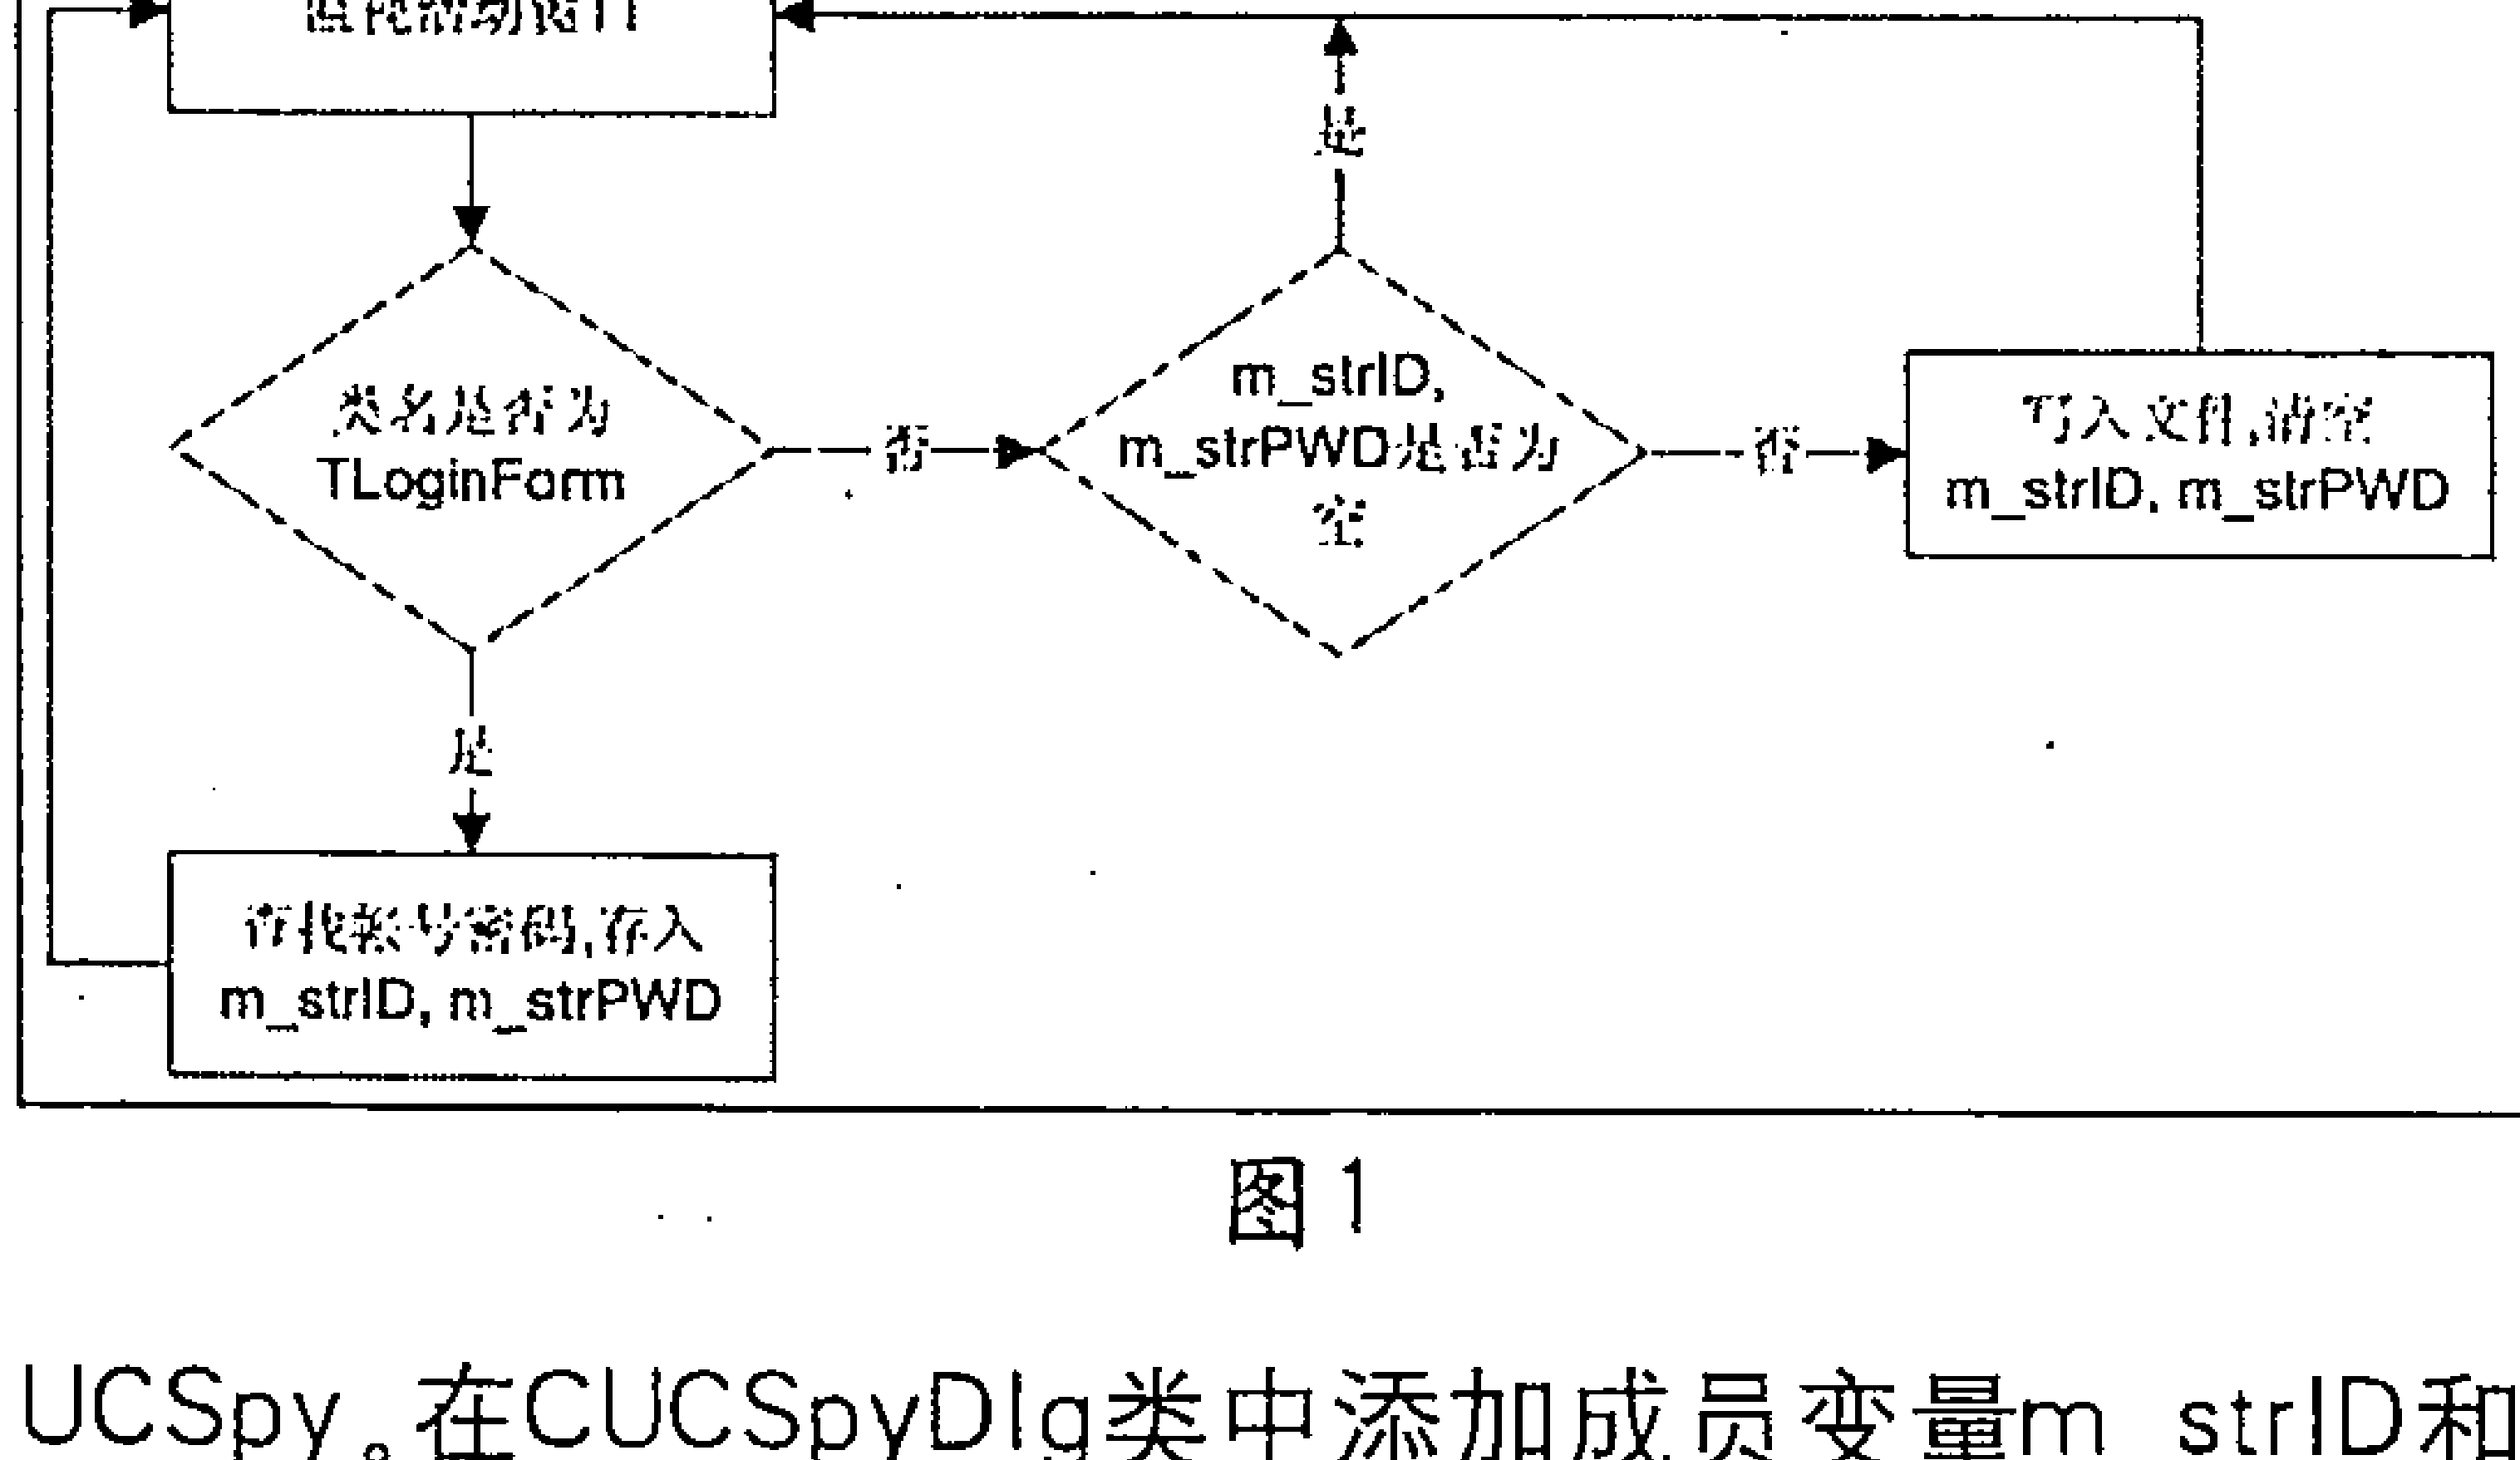 是
类名是否为
TLoginForm
否
m_strID,
m_strPWD是否为
空
否
写入文件,清空
m_strID, m_strPWD
是
查找帐号密码,存入
m_strID, m_strPWD
图1
UCSpy。在CUCSpyDlg类中添加成员变量m_strID和